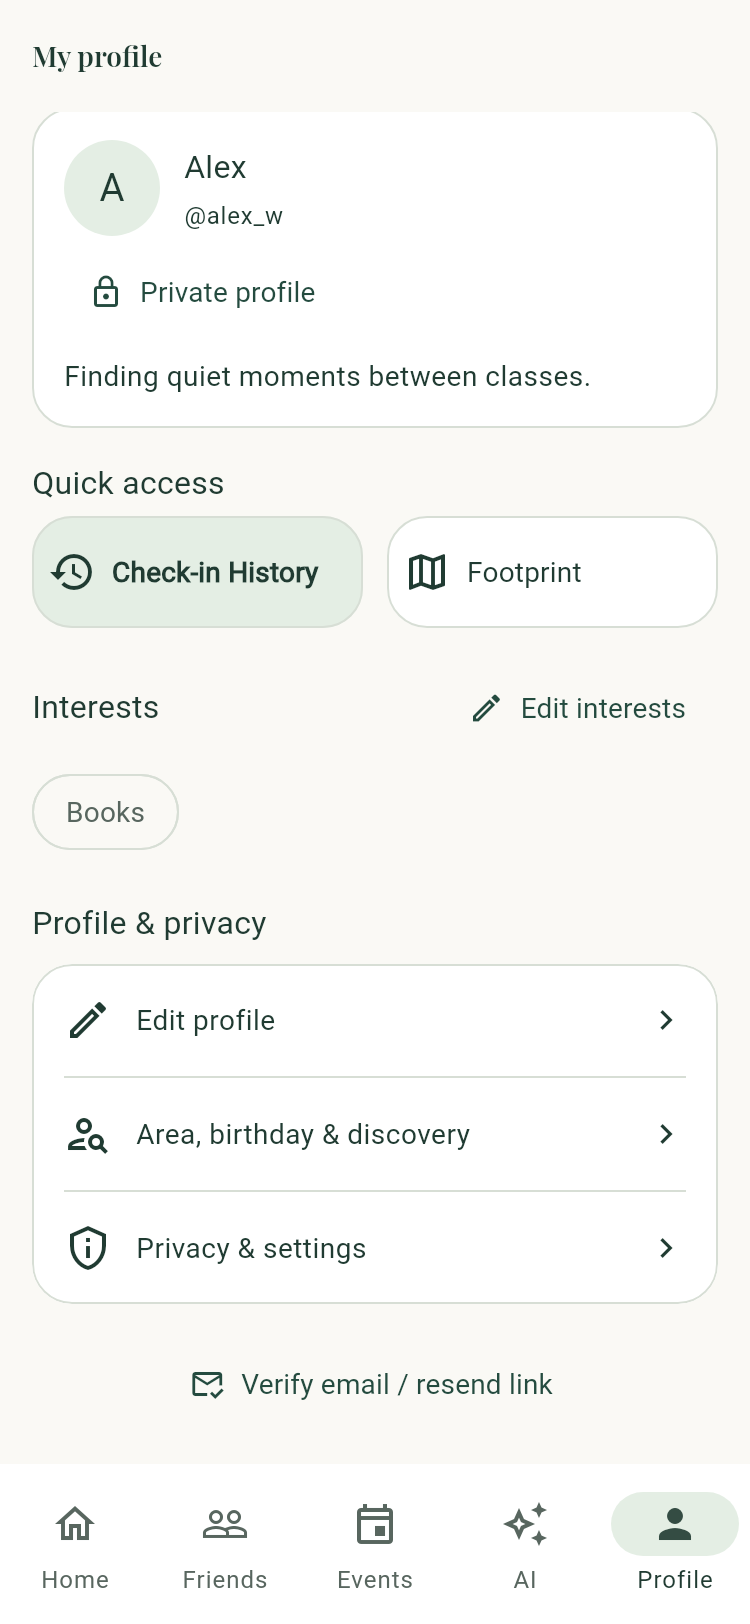 My profile
A
Alex
@alex_w
Private profile
Finding quiet moments between classes.
Quick access
Check-in History
Footprint
Interests
Edit interests
Books
Profile & privacy
Edit profile
Area, birthday & discovery
Privacy & settings
Verify email / resend link
Home
Friends
Events
AI
Profile